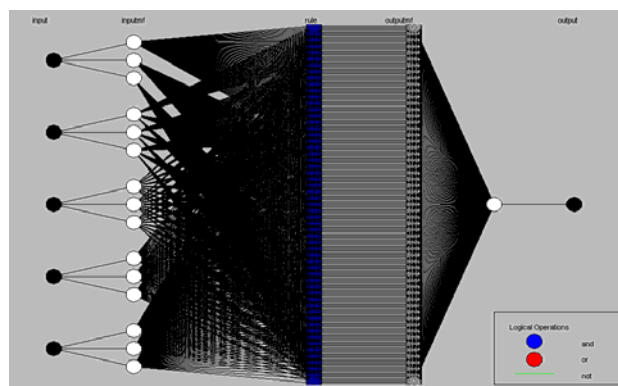 input inputmf rule outputmf output
Logical Operations
and
or
not